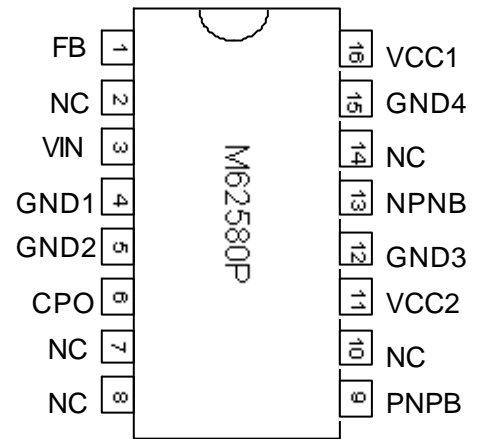 FB 1 16 VCC1
NC 2 15 GND4
VIN 3 14 NC
GND1 4 13 NPNB
GND2 5 12 GND3
CPO 6 11 VCC2
NC 7 10 NC
NC 8 9 PNPB
M62580P